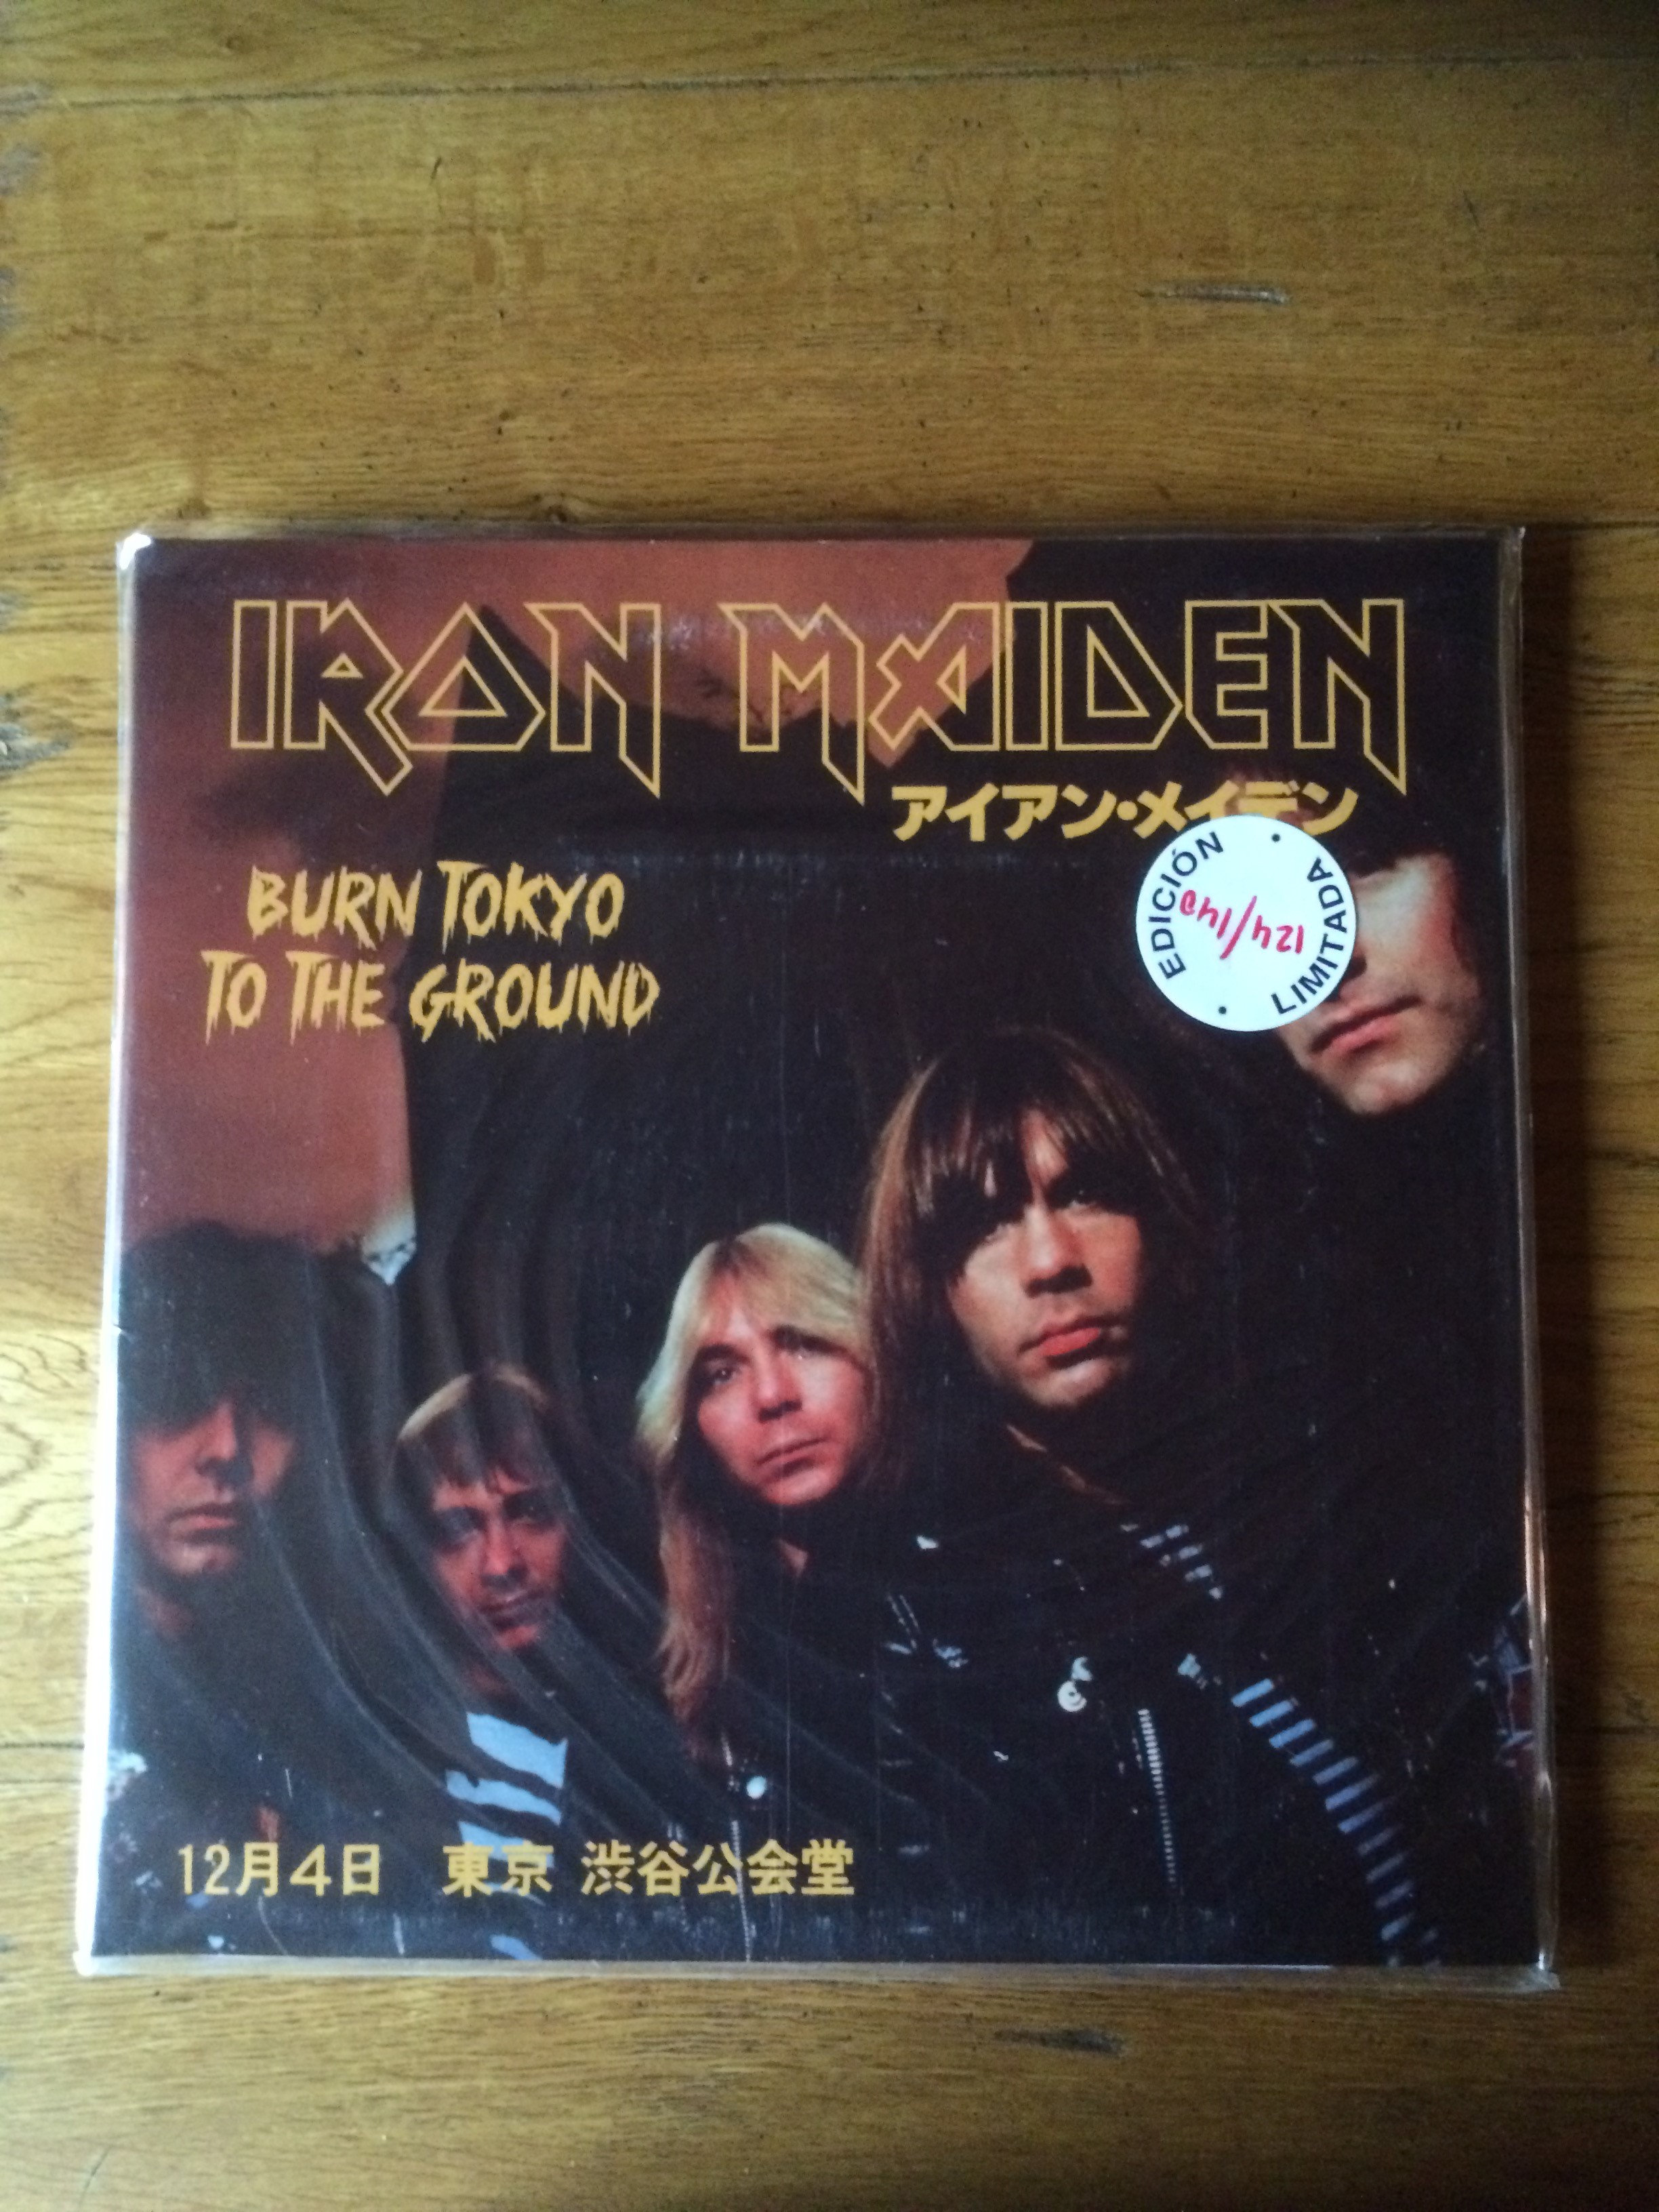 IRON MAIDEN
アイアン・メイデン
BURN TOKYO
TO THE GROUND
EDICIÓN
LIMITADA
124/140
12月4日 東京 渋谷公会堂